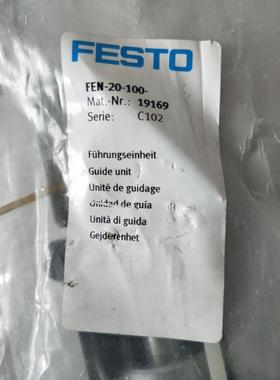 FESTO
FEN-20-100-
Mat.-Nr.: 19169
Serie: C102
Führungseinheit
Guide unit
Unité de guidage
Unidad de guía
Unità di guida
Gejderenhet